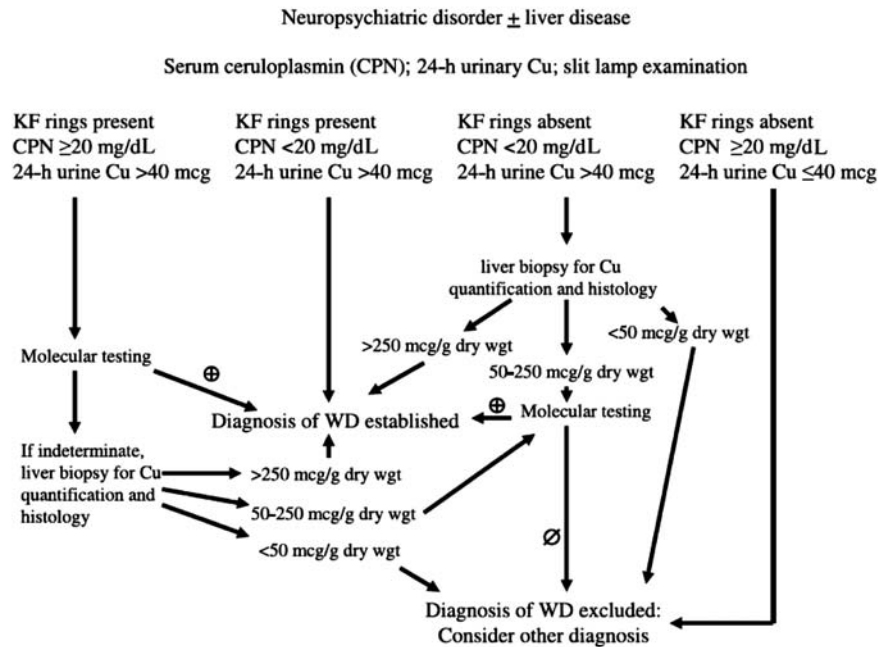 Neuropsychiatric disorder ± liver disease
Serum ceruloplasmin (CPN); 24-h urinary Cu; slit lamp examination
KF rings present
CPN ≥20 mg/dL
24-h urine Cu >40 mcg
KF rings present
CPN <20 mg/dL
24-h urine Cu >40 mcg
KF rings absent
CPN <20 mg/dL
24-h urine Cu >40 mcg
KF rings absent
CPN ≥20 mg/dL
24-h urine Cu ≤40 mcg
liver biopsy for Cu
quantification and histology
>250 mcg/g dry wgt
50-250 mcg/g dry wgt
<50 mcg/g dry wgt
Molecular testing
⊕
Diagnosis of WD established
⊕
Molecular testing
If indeterminate,
liver biopsy for Cu
quantification and
histology
>250 mcg/g dry wgt
50-250 mcg/g dry wgt
<50 mcg/g dry wgt
∅
Diagnosis of WD excluded:
Consider other diagnosis